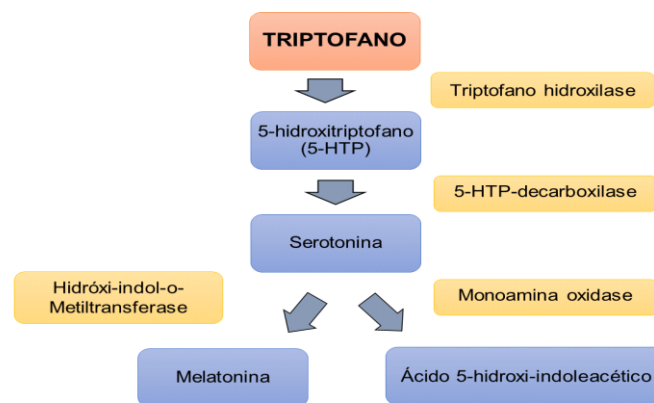 TRIPTOFANO
Triptofano hidroxilase
5-hidroxitriptofano
(5-HTP)
5-HTP-decarboxilase
Serotonina
Hidróxi-indol-o-
Metiltransferase
Monoamina oxidase
Melatonina
Ácido 5-hidroxi-indoleacético